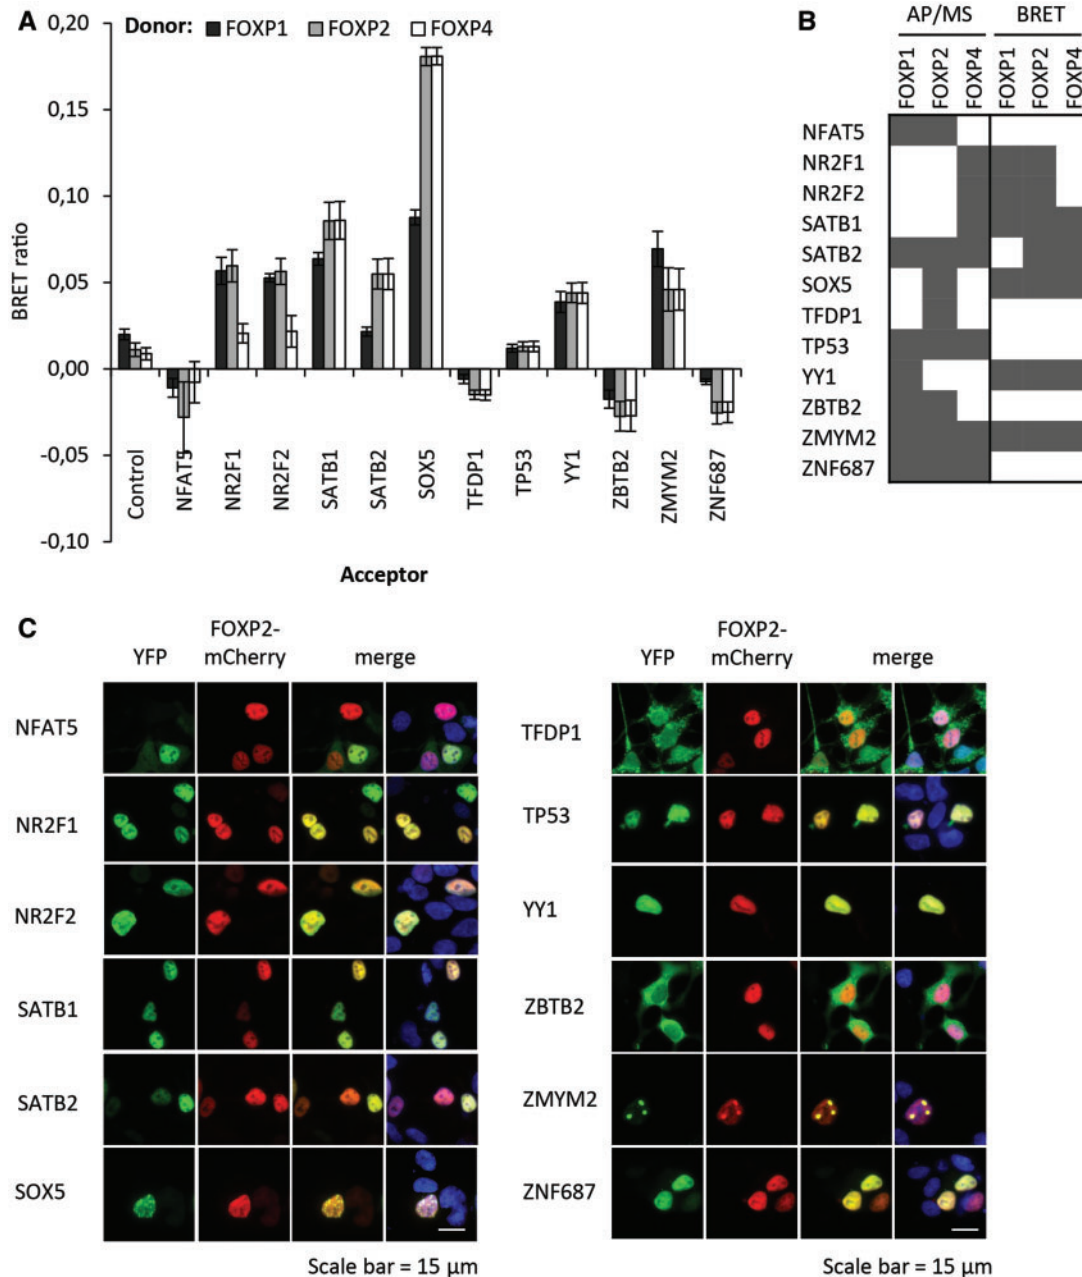 A
Donor: FOXP1 FOXP2 FOXP4
0,20
0,15
0,10
0,05
0,00
-0,05
-0,10
BRET ratio
Control
NFAT5
NR2F1
NR2F2
SATB1
SATB2
SOX5
TFDP1
TP53
YY1
ZBTB2
ZMYM2
ZNF687
Acceptor
B
AP/MS BRET
FOXP1 FOXP2 FOXP4 FOXP1 FOXP2 FOXP4
NFAT5
NR2F1
NR2F2
SATB1
SATB2
SOX5
TFDP1
TP53
YY1
ZBTB2
ZMYM2
ZNF687
C
YFP FOXP2-mCherry merge
NFAT5
NR2F1
NR2F2
SATB1
SATB2
SOX5
Scale bar = 15 μm
YFP FOXP2-mCherry merge
TFDP1
TP53
YY1
ZBTB2
ZMYM2
ZNF687
Scale bar = 15 μm